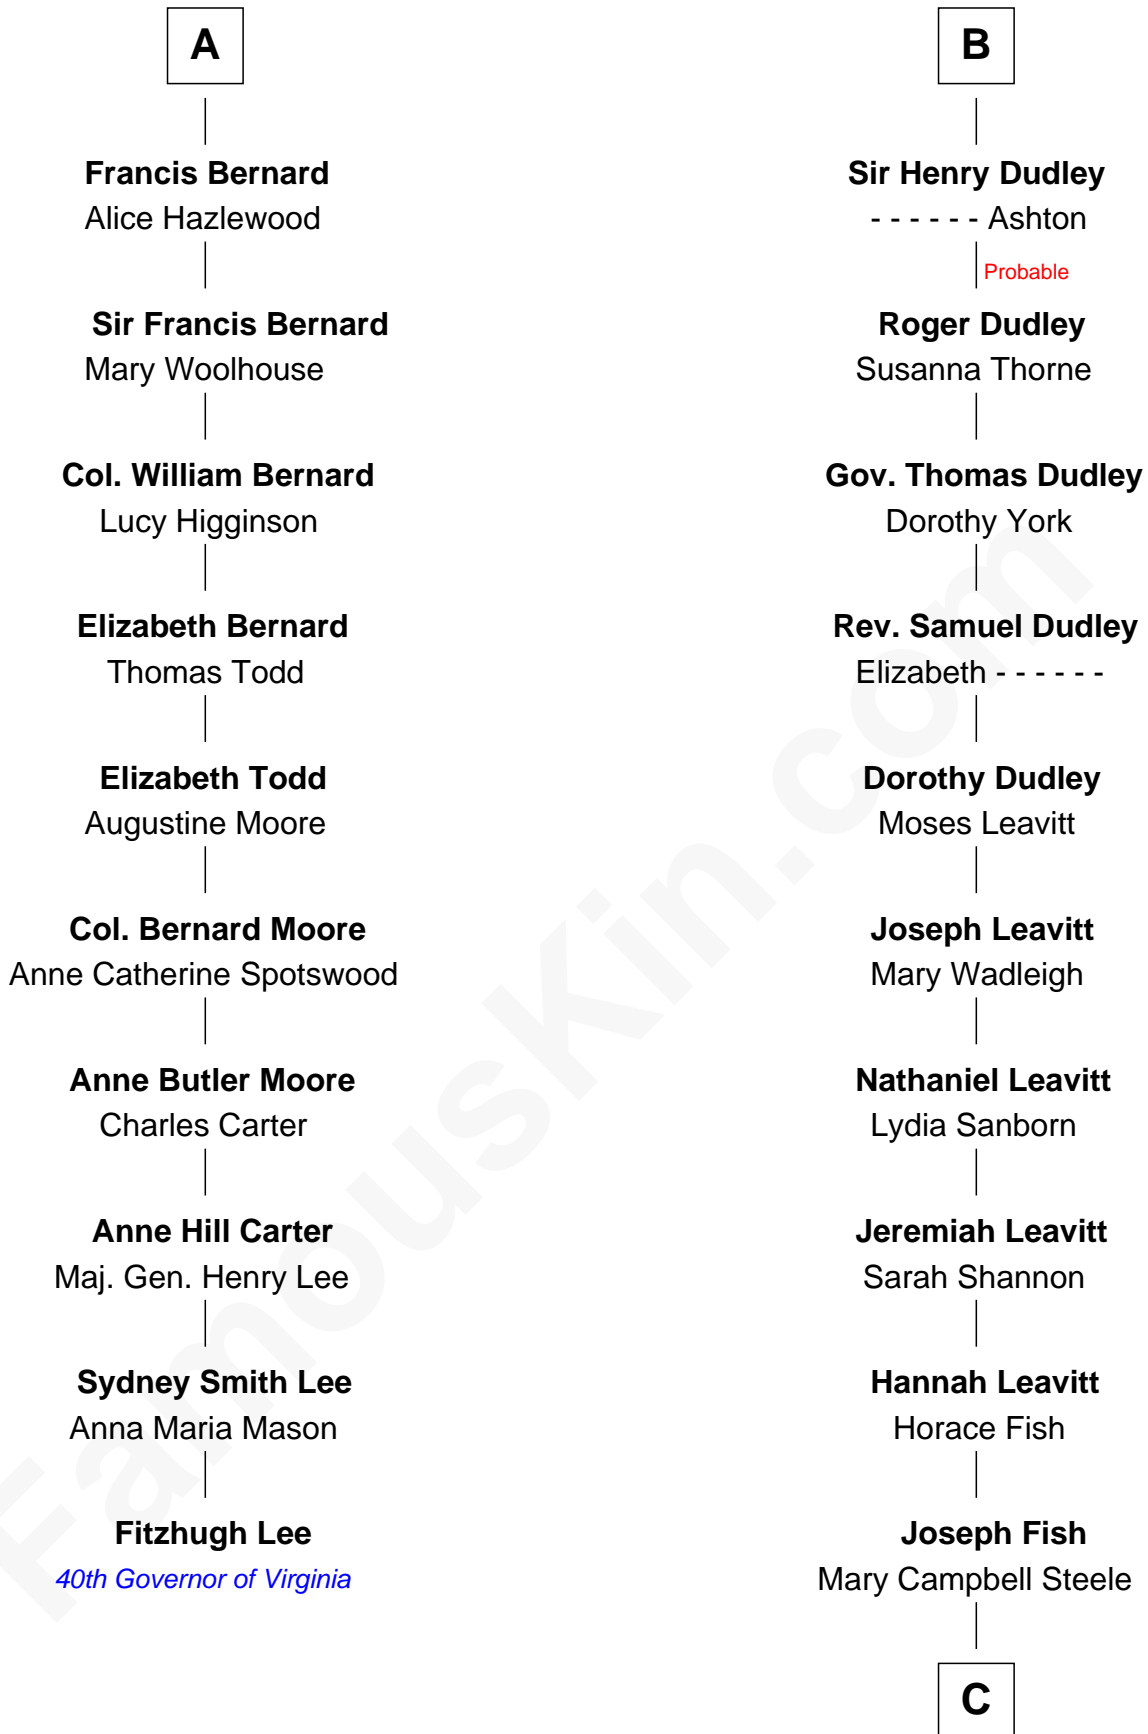 A
Francis Bernard
Alice Hazlewood
Sir Francis Bernard
Mary Woolhouse
Col. William Bernard
Lucy Higginson
Elizabeth Bernard
Thomas Todd
Elizabeth Todd
Augustine Moore
Col. Bernard Moore
Anne Catherine Spotswood
Anne Butler Moore
Charles Carter
Anne Hill Carter
Maj. Gen. Henry Lee
Sydney Smith Lee
Anna Maria Mason
Fitzhugh Lee
40th Governor of Virginia
B
Sir Henry Dudley
- - - - - - Ashton
Probable
Roger Dudley
Susanna Thorne
Gov. Thomas Dudley
Dorothy York
Rev. Samuel Dudley
Elizabeth - - - - - -
Dorothy Dudley
Moses Leavitt
Joseph Leavitt
Mary Wadleigh
Nathaniel Leavitt
Lydia Sanborn
Jeremiah Leavitt
Sarah Shannon
Hannah Leavitt
Horace Fish
Joseph Fish
Mary Campbell Steele
C
FamousKin.com